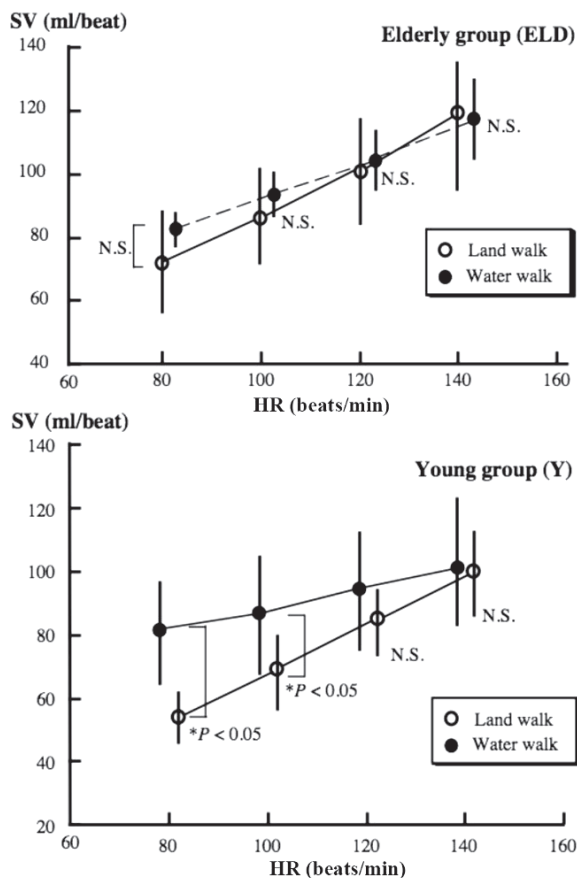 SV (ml/beat)
Elderly group (ELD)
140
120
100
80
60
40
N.S.
N.S.
N.S.
N.S.
Land walk
Water walk
60
80
100
120
140
160
HR (beats/min)
SV (ml/beat)
Young group (Y)
140
120
100
80
60
40
20
*P < 0.05
*P < 0.05
N.S.
N.S.
Land walk
Water walk
60
80
100
120
140
160
HR (beats/min)